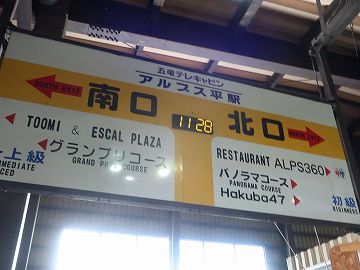 五竜テレキャビン
アルプス平駅
SOUTH EXIT 南口 11:28 北口 NORTH EXIT
TOOMI & ESCAL PLAZA
グランプリコース
GRAND PRIX COURSE
上級
RESTAURANT ALPS360
パノラマコース
PANORAMA COURSE
Hakuba47
初級
BIGINNERS